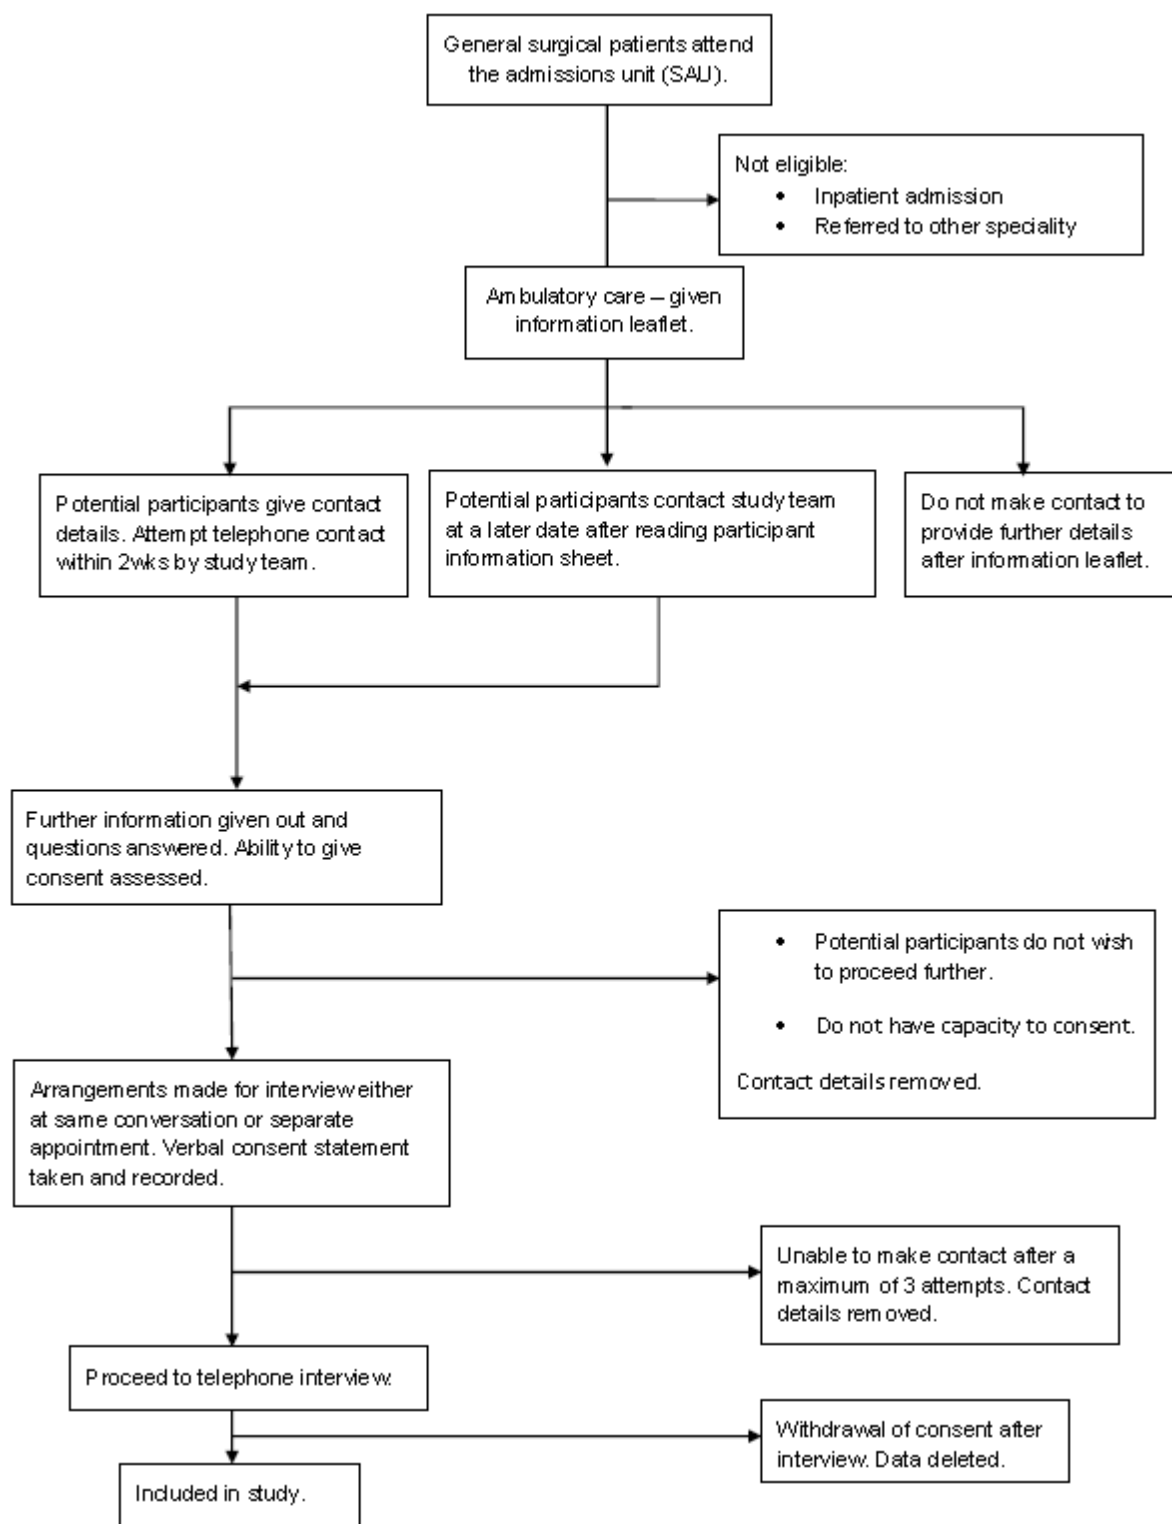 General surgical patients attend
the admissions unit (SAU).
Not eligible:
• Inpatient admission
• Referred to other speciality
Ambulatory care – given
information leaflet.
Potential participants give contact
details. Attempt telephone contact
within 2wks by study team.
Potential participants contact study team
at a later date after reading participant
information sheet.
Do not make contact to
provide further details
after information leaflet.
Further information given out and
questions answered. Ability to give
consent assessed.
• Potential participants do not wish
to proceed further.
• Do not have capacity to consent.
Contact details removed.
Arrangements made for interview either
at same conversation or separate
appointment. Verbal consent statement
taken and recorded.
Unable to make contact after a
maximum of 3 attempts. Contact
details removed.
Proceed to telephone interview.
Withdrawal of consent after
interview. Data deleted.
Included in study.